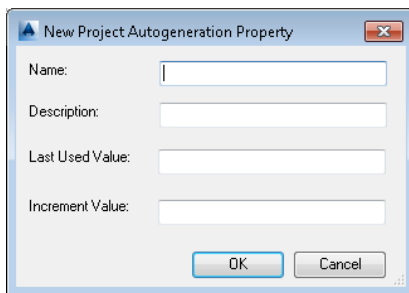 New Project Autogeneration Property
Name:
Description:
Last Used Value:
Increment Value:
OK Cancel